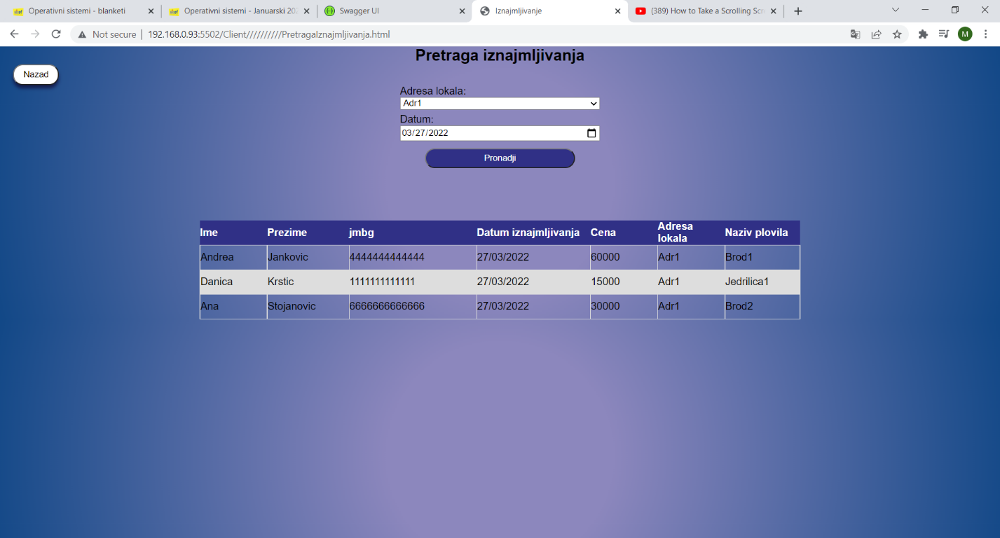 Operativni sistemi - blanketi
Operativni sistemi - Januarski 202
Swagger UI
Iznajmljivanje
(389) How to Take a Scrolling Scr
Not secure | 192.168.0.93:5502/Client//////////PretragaIznajmljivanja.html
M
Pretraga iznajmljivanja
Nazad
Adresa lokala:
Adr1
Datum:
03/27/2022
Pronadji
Ime Prezime jmbg Datum iznajmljivanja Cena Adresa lokala Naziv plovila
Andrea Jankovic 4444444444444 27/03/2022 60000 Adr1 Brod1
Danica Krstic 1111111111111 27/03/2022 15000 Adr1 Jedrilica1
Ana Stojanovic 6666666666666 27/03/2022 30000 Adr1 Brod2